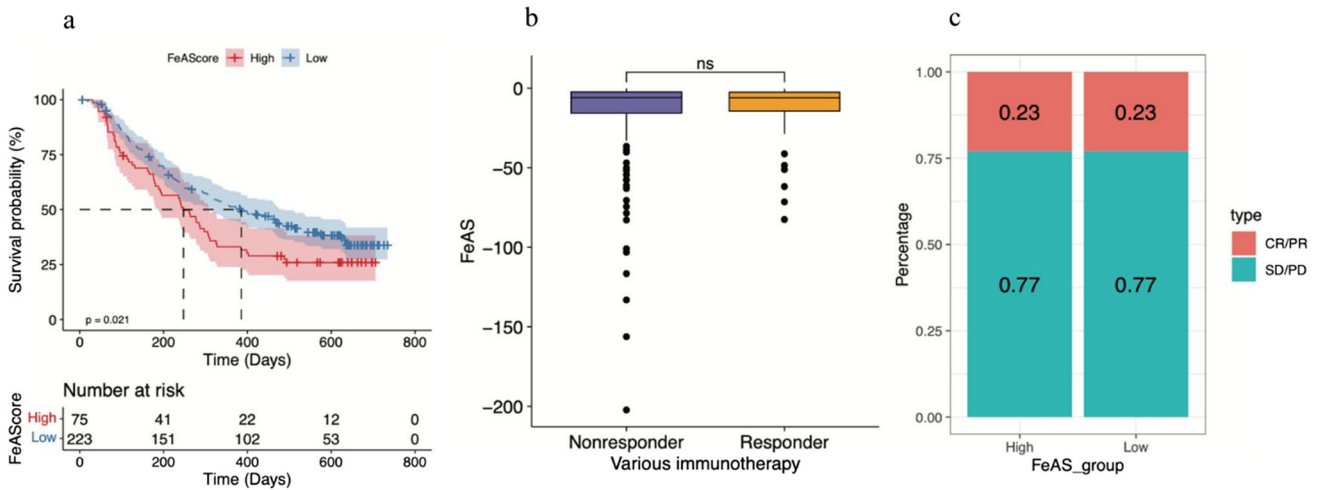 a
FeAScore High Low
Survival probability (%)
100
75
50
25
0
p = 0.021
0 200 400 600 800
Time (Days)
Number at risk
FeAScore
High 75 41 22 12 0
Low 223 151 102 53 0
0 200 400 600 800
Time (Days)
b
ns
FeAS
0
−50
−100
−150
−200
Nonresponder Responder
Various immunotherapy
c
Percentage
1.00
0.75
0.50
0.25
0.00
0.23 0.23
0.77 0.77
High Low
FeAS_group
type
CR/PR
SD/PD